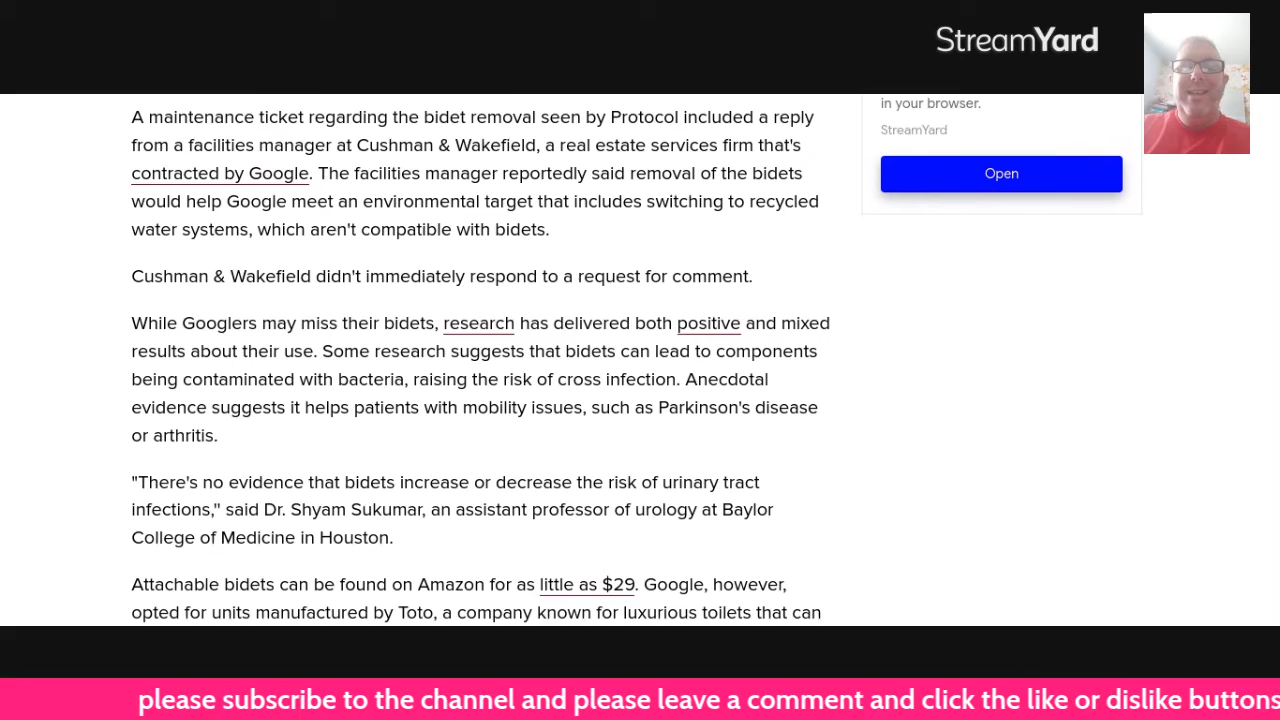 StreamYard
in your browser.
StreamYard
Open
A maintenance ticket regarding the bidet removal seen by Protocol included a reply
from a facilities manager at Cushman & Wakefield, a real estate services firm that's
contracted by Google. The facilities manager reportedly said removal of the bidets
would help Google meet an environmental target that includes switching to recycled
water systems, which aren't compatible with bidets.
Cushman & Wakefield didn't immediately respond to a request for comment.
While Googlers may miss their bidets, research has delivered both positive and mixed
results about their use. Some research suggests that bidets can lead to components
being contaminated with bacteria, raising the risk of cross infection. Anecdotal
evidence suggests it helps patients with mobility issues, such as Parkinson's disease
or arthritis.
"There's no evidence that bidets increase or decrease the risk of urinary tract
infections," said Dr. Shyam Sukumar, an assistant professor of urology at Baylor
College of Medicine in Houston.
Attachable bidets can be found on Amazon for as little as $29. Google, however,
opted for units manufactured by Toto, a company known for luxurious toilets that can
please subscribe to the channel and please leave a comment and click the like or dislike buttons